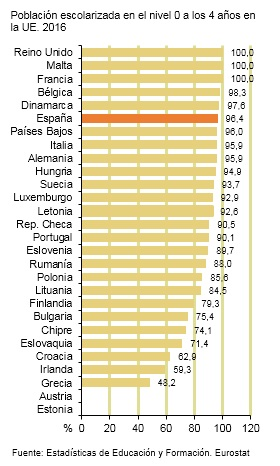 Población escolarizada en el nivel 0 a los 4 años en
la UE. 2016
Reino Unido 100,0
Malta 100,0
Francia 100,0
Bélgica 98,3
Dinamarca 97,6
España 96,4
Países Bajos 96,0
Italia 95,9
Alemania 95,9
Hungria 94,9
Suecia 93,7
Luxemburgo 92,9
Letonia 92,6
Rep. Checa 90,5
Portugal 90,1
Eslovenia 89,7
Rumanía 88,0
Polonia 85,6
Lituania 84,5
Finlandia 79,3
Bulgaria 75,4
Chipre 74,1
Eslovaquia 71,4
Croacia 62,9
Irlanda 59,3
Grecia 48,2
Austria
Estonia
% 0 20 40 60 80 100 120
Fuente: Estadísticas de Educación y Formación. Eurostat